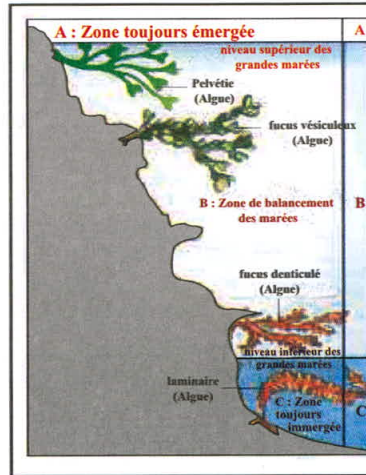 A : Zone toujours émergée
A
niveau supérieur des
grandes marées
Pelvétie
(Algue)
fucus vésiculeux
(Algue)
B : Zone de balancement
des marées
B
fucus denticulé
(Algue)
niveau inférieur des
grandes marées
laminaire
(Algue)
C : Zone
toujours
immergée
C